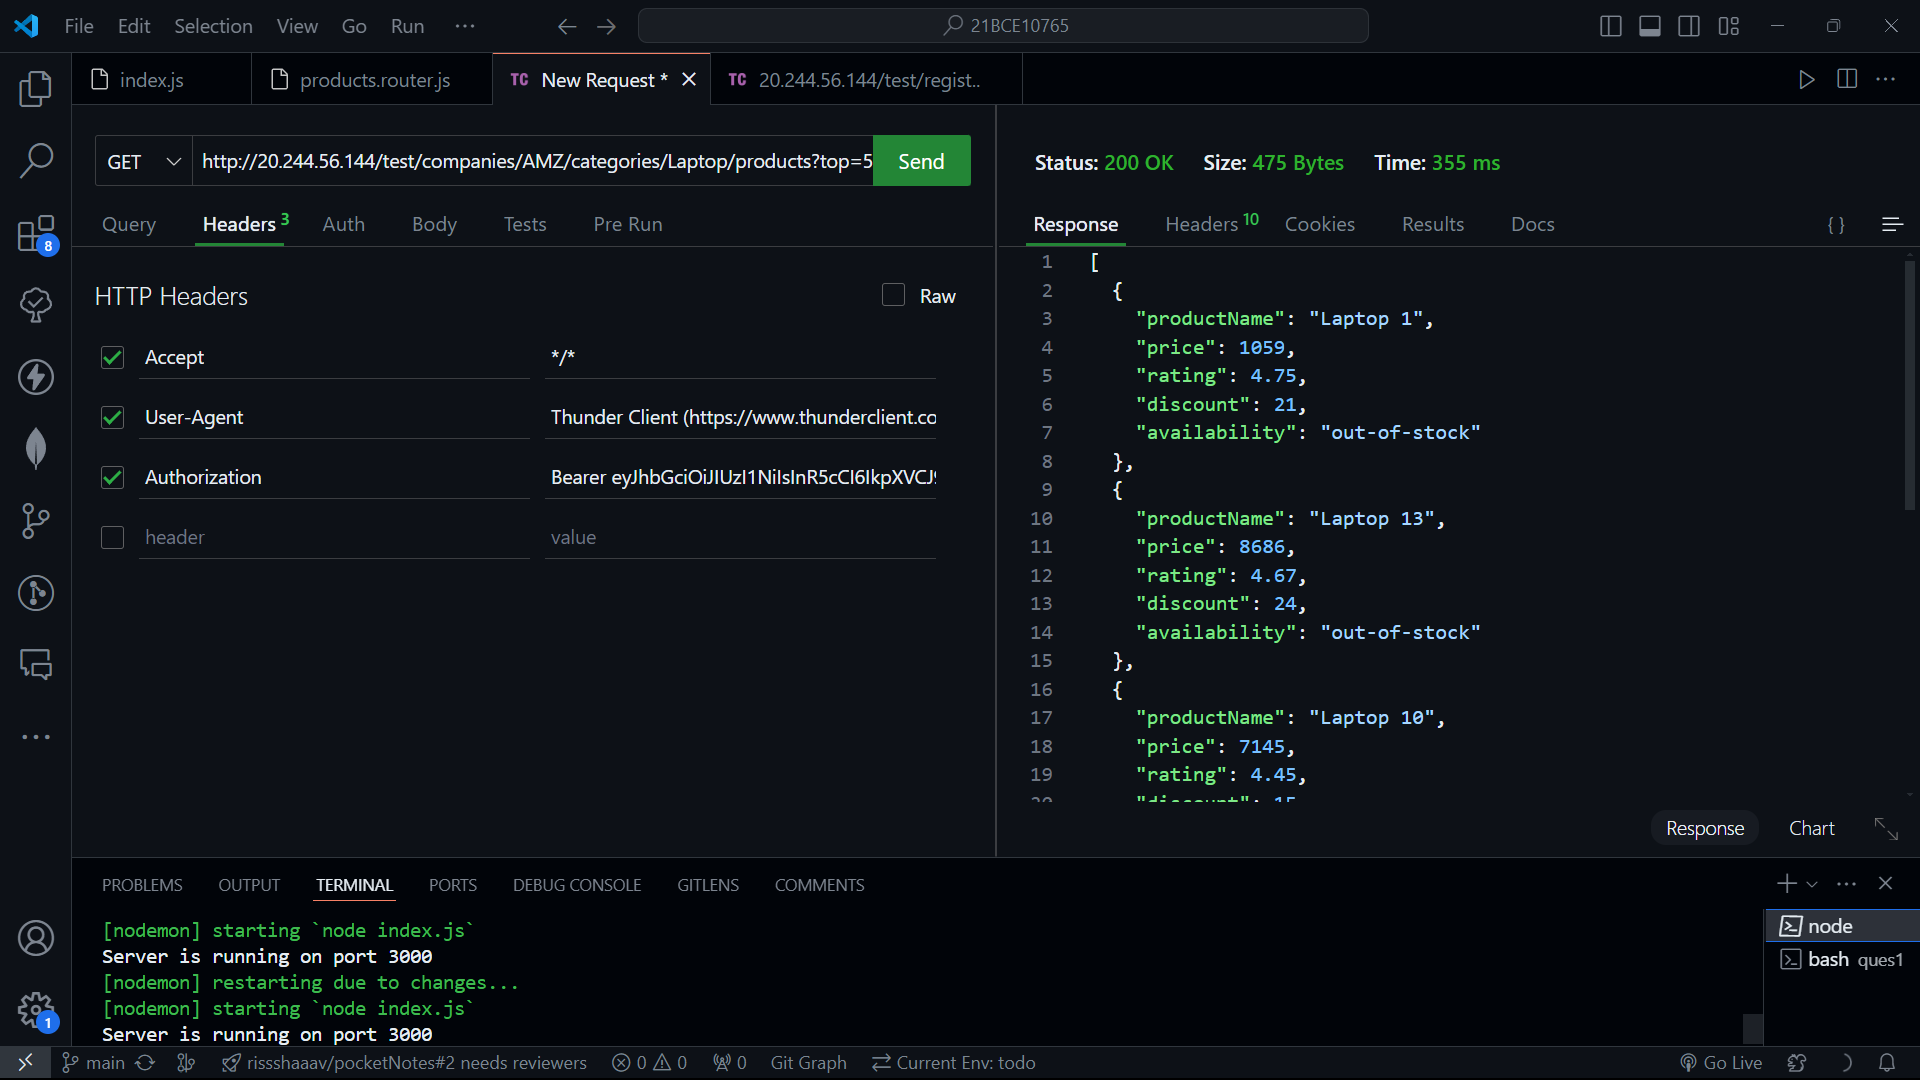 File Edit Selection View Go Run ···
21BCE10765
index.js
products.router.js
TC New Request *
TC 20.244.56.144/test/regist..
GET
http://20.244.56.144/test/companies/AMZ/categories/Laptop/products?top=5
Send
Status: 200 OK Size: 475 Bytes Time: 355 ms
Query Headers 3 Auth Body Tests Pre Run
Response Headers 10 Cookies Results Docs { }
HTTP Headers
Raw
Accept */*
User-Agent Thunder Client (https://www.thunderclient.co
Authorization Bearer eyJhbGciOiJIUzI1NiIsInR5cCI6IkpXVCJ9
header value
1 [
2 {
3 "productName": "Laptop 1",
4 "price": 1059,
5 "rating": 4.75,
6 "discount": 21,
7 "availability": "out-of-stock"
8 },
9 {
10 "productName": "Laptop 13",
11 "price": 8686,
12 "rating": 4.67,
13 "discount": 24,
14 "availability": "out-of-stock"
15 },
16 {
17 "productName": "Laptop 10",
18 "price": 7145,
19 "rating": 4.45,
20 "discount": 15
Response Chart
8
1
PROBLEMS OUTPUT TERMINAL PORTS DEBUG CONSOLE GITLENS COMMENTS
[nodemon] starting `node index.js`
Server is running on port 3000
[nodemon] restarting due to changes...
[nodemon] starting `node index.js`
Server is running on port 3000
node
bash ques1
main
rissshaaav/pocketNotes#2 needs reviewers
0 0
0
Git Graph
Current Env: todo
Go Live